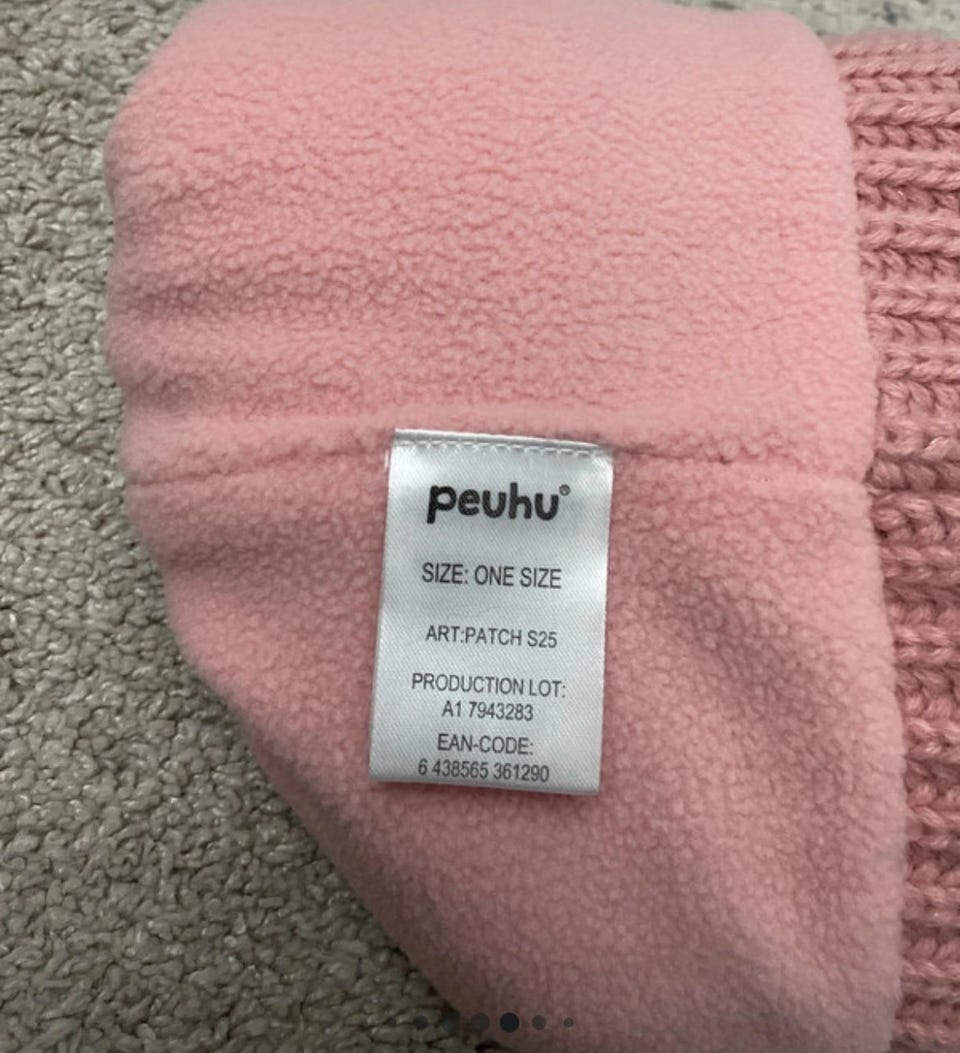 peuhu®
SIZE: ONE SIZE
ART:PATCH S25
PRODUCTION LOT:
A1 7943283
EAN-CODE:
6 438565 361290